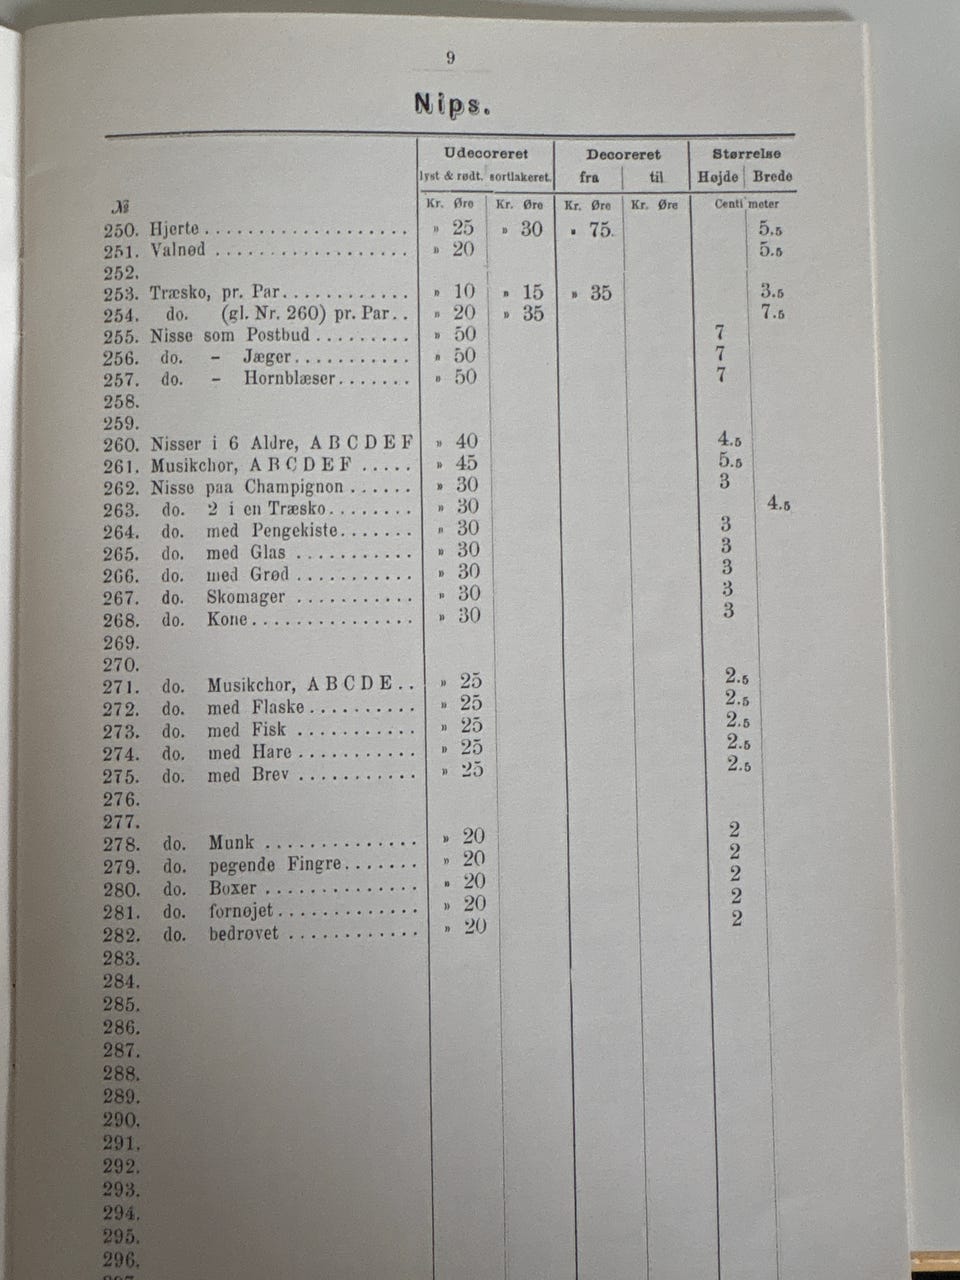 9
Nips.
Udecoreret Decoreret Størrelse
lyst & rødt. sortlakeret. fra til Højde Brede
№ Kr. Øre Kr. Øre Kr. Øre Kr. Øre Centimeter
250. Hjerte . . . . . . . . . . . . . . . . . . . " 25 " 30 " 75. 5.5
251. Valnød . . . . . . . . . . . . . . . . . . " 20 5.5
252.
253. Træsko, pr. Par. . . . . . . . . . . . " 10 " 15 " 35 3.5
254. do. (gl. Nr. 260) pr. Par. . " 20 " 35 7.5
255. Nisse som Postbud . . . . . . . . . " 50 7
256. do. - Jæger. . . . . . . . . . . " 50 7
257. do. - Hornblæser. . . . . . . " 50 7
258.
259.
260. Nisser i 6 Aldre, A B C D E F " 40 4.5
261. Musikchor, A B C D E F . . . . . " 45 5.5
262. Nisse paa Champignon . . . . . . " 30 3
263. do. 2 i en Træsko. . . . . . . . " 30 4.5
264. do. med Pengekiste. . . . . . . " 30 3
265. do. med Glas . . . . . . . . . . . " 30 3
266. do. med Grød . . . . . . . . . . . " 30 3
267. do. Skomager . . . . . . . . . . . " 30 3
268. do. Kone. . . . . . . . . . . . . . . " 30 3
269.
270.
271. do. Musikchor, A B C D E . . " 25 2.5
272. do. med Flaske. . . . . . . . . . " 25 2.5
273. do. med Fisk . . . . . . . . . . . " 25 2.5
274. do. med Hare . . . . . . . . . . . " 25 2.5
275. do. med Brev . . . . . . . . . . . " 25 2.5
276.
277.
278. do. Munk . . . . . . . . . . . . . . " 20 2
279. do. pegende Fingre. . . . . . . " 20 2
280. do. Boxer . . . . . . . . . . . . . . " 20 2
281. do. fornøjet. . . . . . . . . . . . . " 20 2
282. do. bedrøvet . . . . . . . . . . . . " 20 2
283.
284.
285.
286.
287.
288.
289.
290.
291.
292.
293.
294.
295.
296.